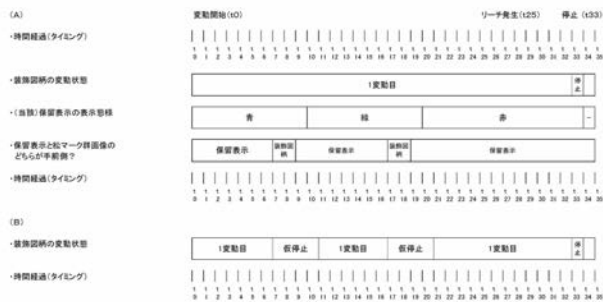 (A)
変動開始(t0) リーチ発生(t25) 停止 (t33)
・時間経過(タイミング)
t t t t t t t t t t t t t t t t t t t t t t t t t t t t t t t t t t t t
0 1 2 3 4 5 6 7 8 9 10 11 12 13 14 15 16 17 18 19 20 21 22 23 24 25 26 27 28 29 30 31 32 33 34 35
・装飾図柄の変動状態
1変動目 停止
・(当該)保留表示の表示態様
青 緑 赤 -
・保留表示と松マーク群画像の
どちらが手前側?
保留表示 装飾図柄 保留表示 装飾図柄 保留表示
・時間経過(タイミング)
t t t t t t t t t t t t t t t t t t t t t t t t t t t t t t t t t t t t
0 1 2 3 4 5 6 7 8 9 10 11 12 13 14 15 16 17 18 19 20 21 22 23 24 25 26 27 28 29 30 31 32 33 34 35
(B)
・装飾図柄の変動状態
1変動目 仮停止 1変動目 仮停止 1変動目 停止
・時間経過(タイミング)
t t t t t t t t t t t t t t t t t t t t t t t t t t t t t t t t t t t t
0 1 2 3 4 5 6 7 8 9 10 11 12 13 14 15 16 17 18 19 20 21 22 23 24 25 26 27 28 29 30 31 32 33 34 35